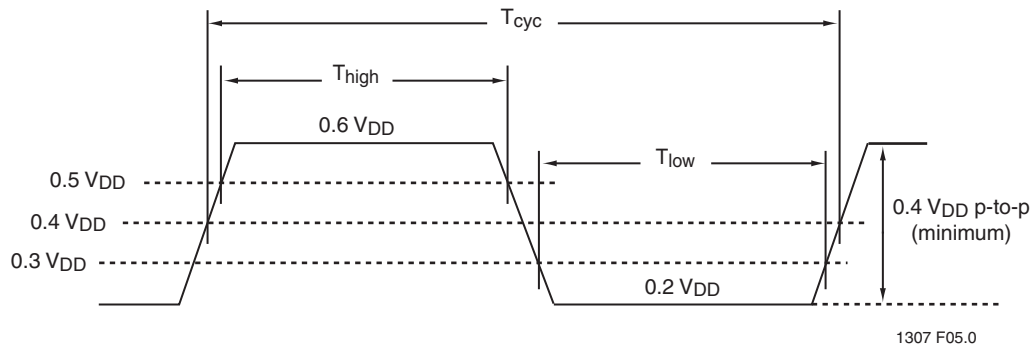 Tcyc
Thigh
0.6 VDD
Tlow
0.5 VDD
0.4 VDD
0.4 VDD p-to-p
(minimum)
0.3 VDD
0.2 VDD
1307 F05.0